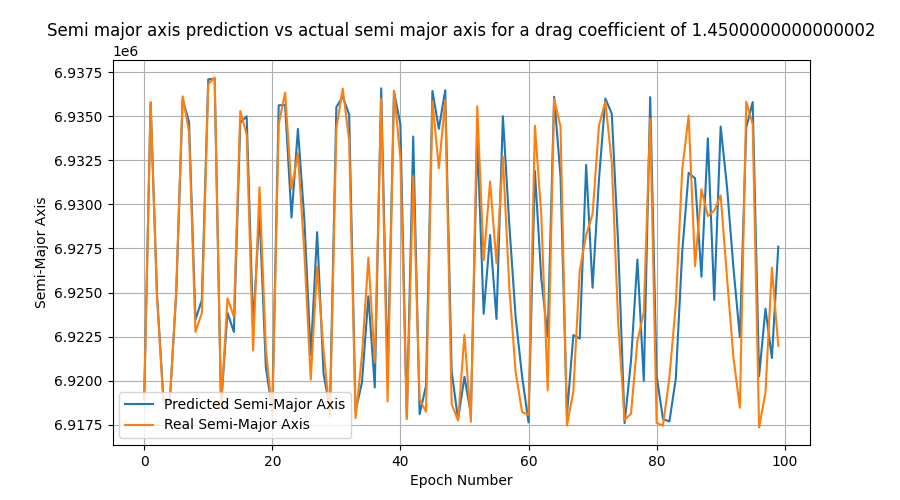 Semi major axis prediction vs actual semi major axis for a drag coefficient of 1.4500000000000002
1e6
6.9375
6.9350
6.9325
6.9300
6.9275
6.9250
6.9225
6.9200
6.9175
Semi-Major Axis
Predicted Semi-Major Axis
Real Semi-Major Axis
0
20
40
60
80
100
Epoch Number